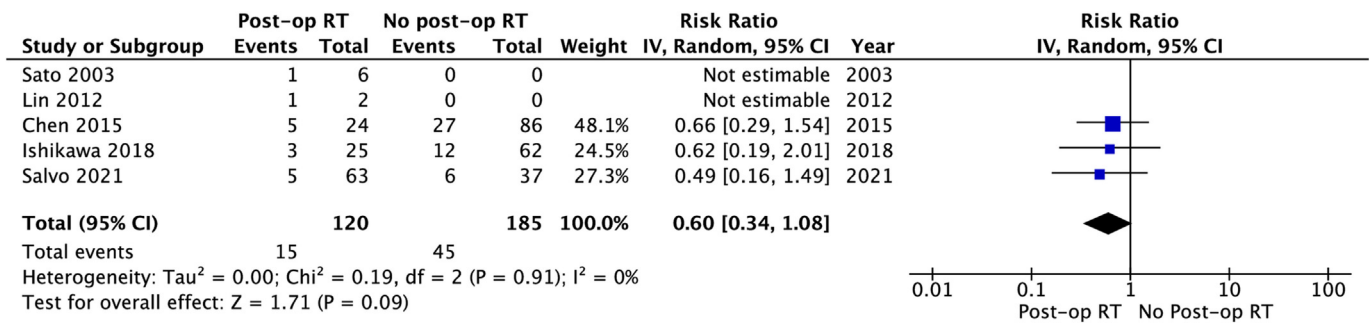 Post-op RT No post-op RT Risk Ratio Risk Ratio
Study or Subgroup Events Total Events Total Weight IV, Random, 95% CI Year IV, Random, 95% CI
Sato 2003 1 6 0 0 Not estimable 2003
Lin 2012 1 2 0 0 Not estimable 2012
Chen 2015 5 24 27 86 48.1% 0.66 [0.29, 1.54] 2015
Ishikawa 2018 3 25 12 62 24.5% 0.62 [0.19, 2.01] 2018
Salvo 2021 5 63 6 37 27.3% 0.49 [0.16, 1.49] 2021
Total (95% CI) 120 185 100.0% 0.60 [0.34, 1.08]
Total events 15 45
Heterogeneity: Tau² = 0.00; Chi² = 0.19, df = 2 (P = 0.91); I² = 0%
Test for overall effect: Z = 1.71 (P = 0.09)
0.01 0.1 1 10 100
Post-op RT No Post-op RT